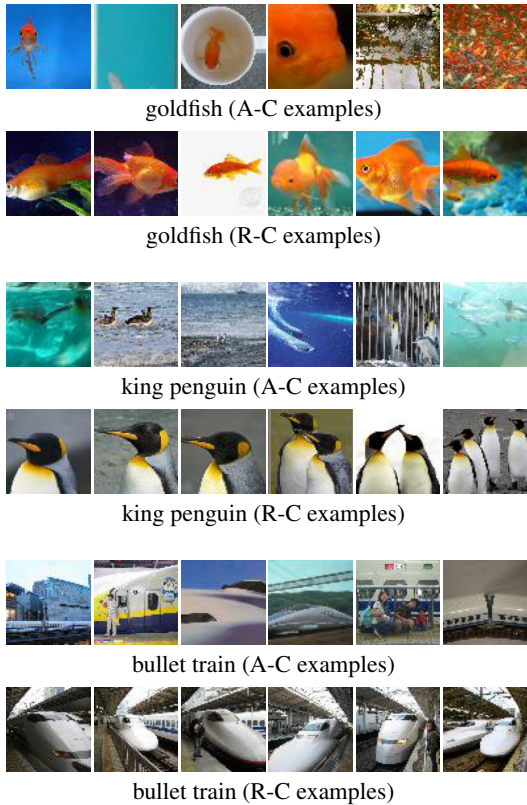 goldfish (A-C examples)
goldfish (R-C examples)
king penguin (A-C examples)
king penguin (R-C examples)
bullet train (A-C examples)
bullet train (R-C examples)